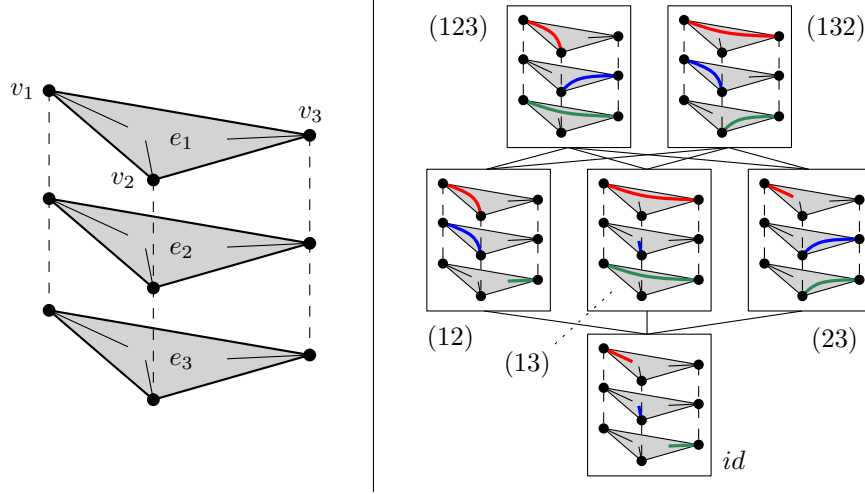 v₁
v₃
e₁
v₂
e₂
e₃
(123)
(132)
(12)
(13)
(23)
id